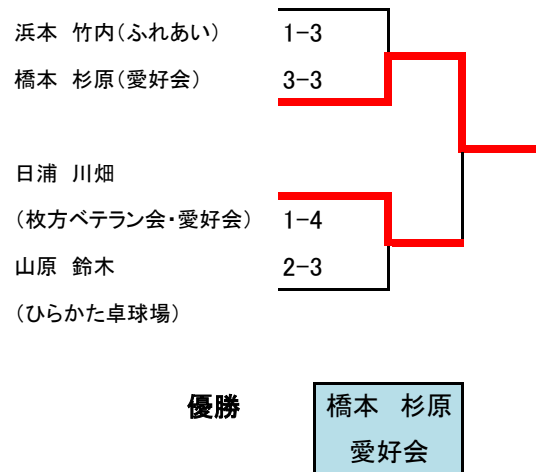 浜本 竹内(ふれあい) 1-3
橋本 杉原(愛好会) 3-3
日浦 川畑
(枚方ベテラン会・愛好会) 1-4
山原 鈴木 2-3
(ひらかた卓球場)
優勝 橋本 杉原
愛好会